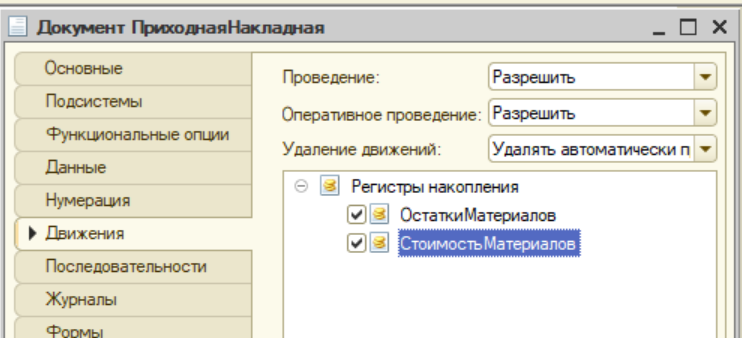 Документ ПриходнаяНакладная
Основные
Подсистемы
Функциональные опции
Данные
Нумерация
Движения
Последовательности
Журналы
Формы
Проведение: Разрешить
Оперативное проведение: Разрешить
Удаление движений: Удалять автоматически п
Регистры накопления
ОстаткиМатериалов
СтоимостьМатериалов